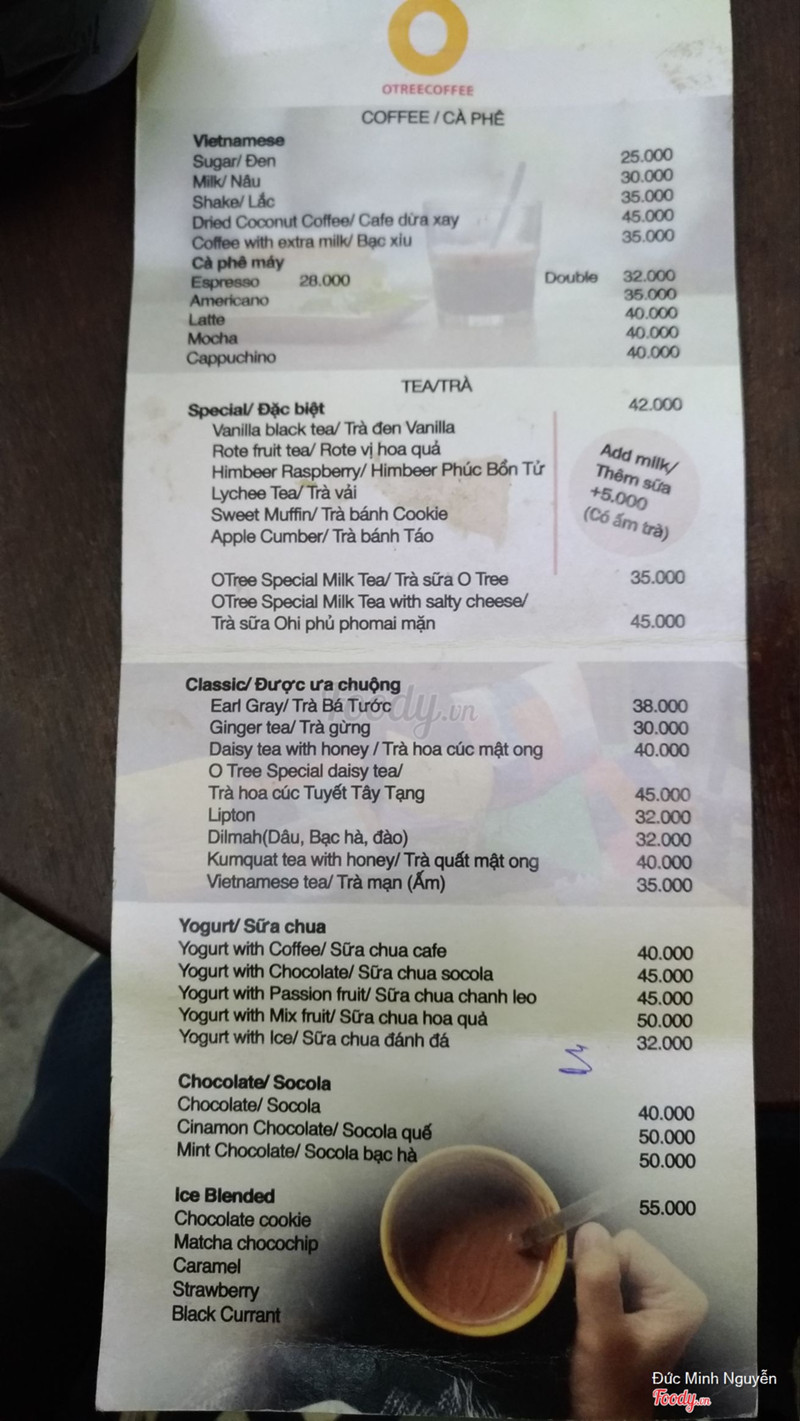 OTREECOFFEE
COFFEE / CÀ PHÊ
Vietnamese
Sugar/ Đen 25.000
Milk/ Nâu 30.000
Shake/ Lắc 35.000
Dried Coconut Coffee/ Cafe dừa xay 45.000
Coffee with extra milk/ Bạc xỉu 35.000
Cà phê máy
Espresso 28.000 Double 32.000
Americano 35.000
Latte 40.000
Mocha 40.000
Cappuchino 40.000
TEA/TRÀ
Special/ Đặc biệt 42.000
Vanilla black tea/ Trà đen Vanilla
Rote fruit tea/ Rote vị hoa quả
Himbeer Raspberry/ Himbeer Phúc Bồn Tử
Lychee Tea/ Trà vải
Sweet Muffin/ Trà bánh Cookie
Apple Cumber/ Trà bánh Táo
Add milk/
Thêm sữa
+5.000
(Có ấm trà)
OTree Special Milk Tea/ Trà sữa O Tree 35.000
OTree Special Milk Tea with salty cheese/
Trà sữa Ohi phủ phomai mặn 45.000
Classic/ Được ưa chuộng
Earl Gray/ Trà Bá Tước 38.000
Ginger tea/ Trà gừng 30.000
Daisy tea with honey / Trà hoa cúc mật ong 40.000
O Tree Special daisy tea/
Trà hoa cúc Tuyết Tây Tạng 45.000
Lipton 32.000
Dilmah(Dâu, Bạc hà, đào) 32.000
Kumquat tea with honey/ Trà quất mật ong 40.000
Vietnamese tea/ Trà mạn (Ấm) 35.000
foody.vn
Yogurt/ Sữa chua
Yogurt with Coffee/ Sữa chua cafe 40.000
Yogurt with Chocolate/ Sữa chua socola 45.000
Yogurt with Passion fruit/ Sữa chua chanh leo 45.000
Yogurt with Mix fruit/ Sữa chua hoa quả 50.000
Yogurt with Ice/ Sữa chua đánh đá 32.000
Chocolate/ Socola
Chocolate/ Socola 40.000
Cinamon Chocolate/ Socola quế 50.000
Mint Chocolate/ Socola bạc hà 50.000
Ice Blended 55.000
Chocolate cookie
Matcha chocochip
Caramel
Strawberry
Black Currant
Đức Minh Nguyễn
Foody.vn